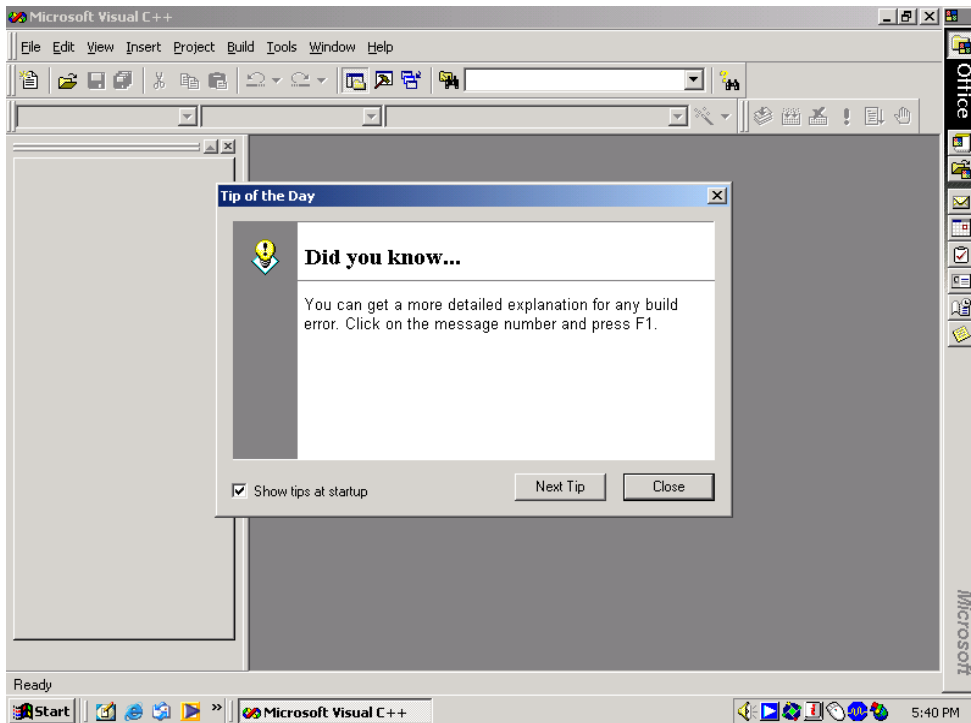 Microsoft Visual C++
File Edit View Insert Project Build Tools Window Help
Office
Tip of the Day
Did you know...
You can get a more detailed explanation for any build
error. Click on the message number and press F1.
Show tips at startup
Next Tip
Close
Microsoft
Ready
Start
»
Microsoft Visual C++
5:40 PM